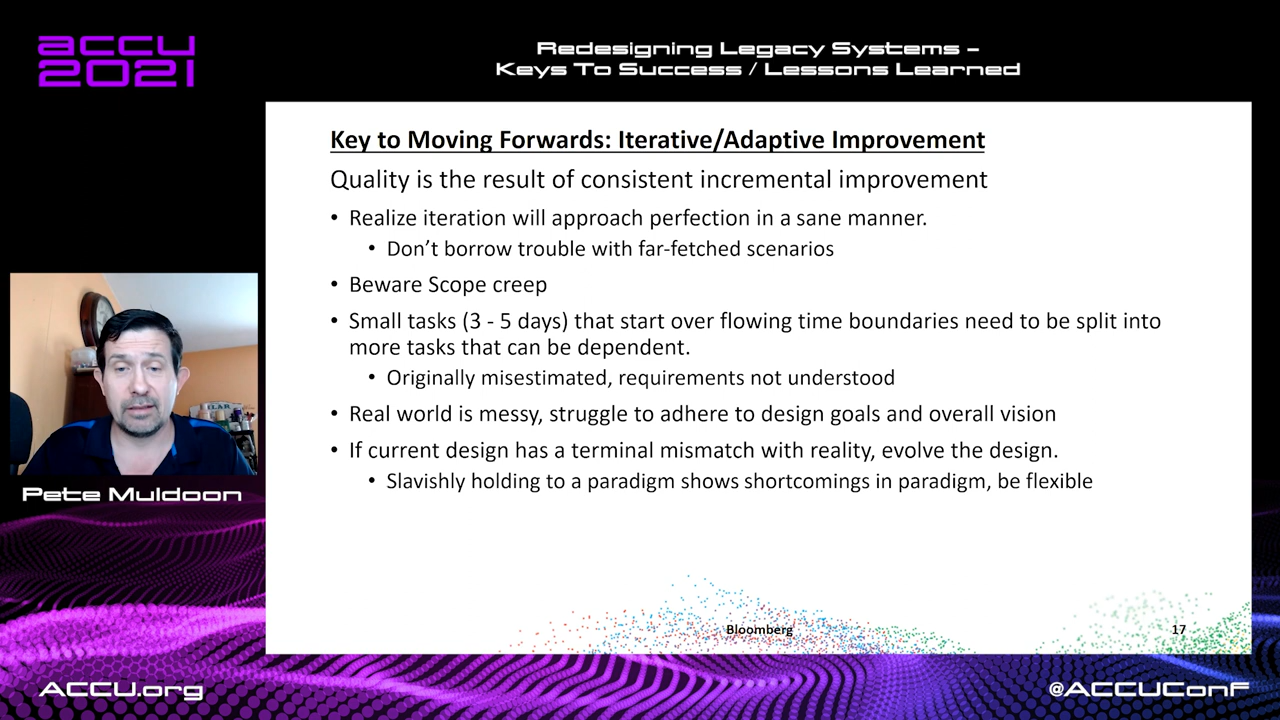 accu
2021
Redesigning Legacy Systems –
Keys To Success / Lessons Learned
Key to Moving Forwards: Iterative/Adaptive Improvement
Quality is the result of consistent incremental improvement
• Realize iteration will approach perfection in a sane manner.
• Don’t borrow trouble with far-fetched scenarios
• Beware Scope creep
• Small tasks (3 - 5 days) that start over flowing time boundaries need to be split into
more tasks that can be dependent.
• Originally misestimated, requirements not understood
• Real world is messy, struggle to adhere to design goals and overall vision
• If current design has a terminal mismatch with reality, evolve the design.
• Slavishly holding to a paradigm shows shortcomings in paradigm, be flexible
Pete Muldoon
Bloomberg
17
ACCU.org
@ACCUConf